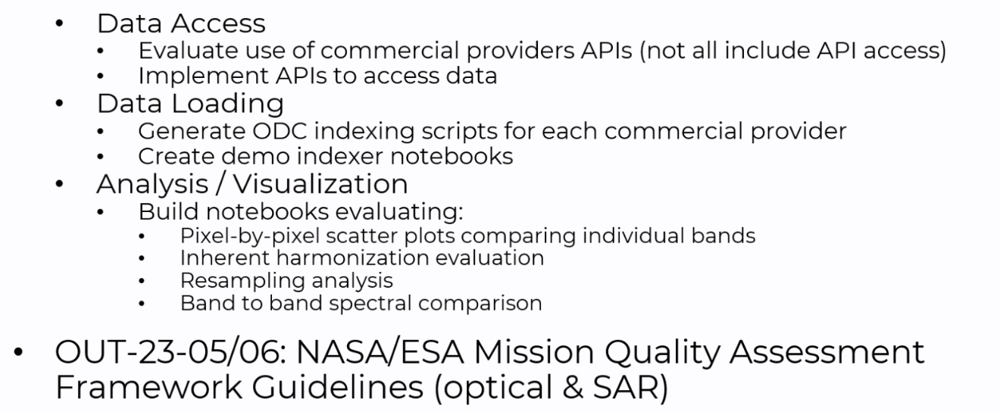 • Data Access
• Evaluate use of commercial providers APIs (not all include API access)
• Implement APIs to access data
• Data Loading
• Generate ODC indexing scripts for each commercial provider
• Create demo indexer notebooks
• Analysis / Visualization
• Build notebooks evaluating:
• Pixel-by-pixel scatter plots comparing individual bands
• Inherent harmonization evaluation
• Resampling analysis
• Band to band spectral comparison
• OUT-23-05/06: NASA/ESA Mission Quality Assessment
Framework Guidelines (optical & SAR)